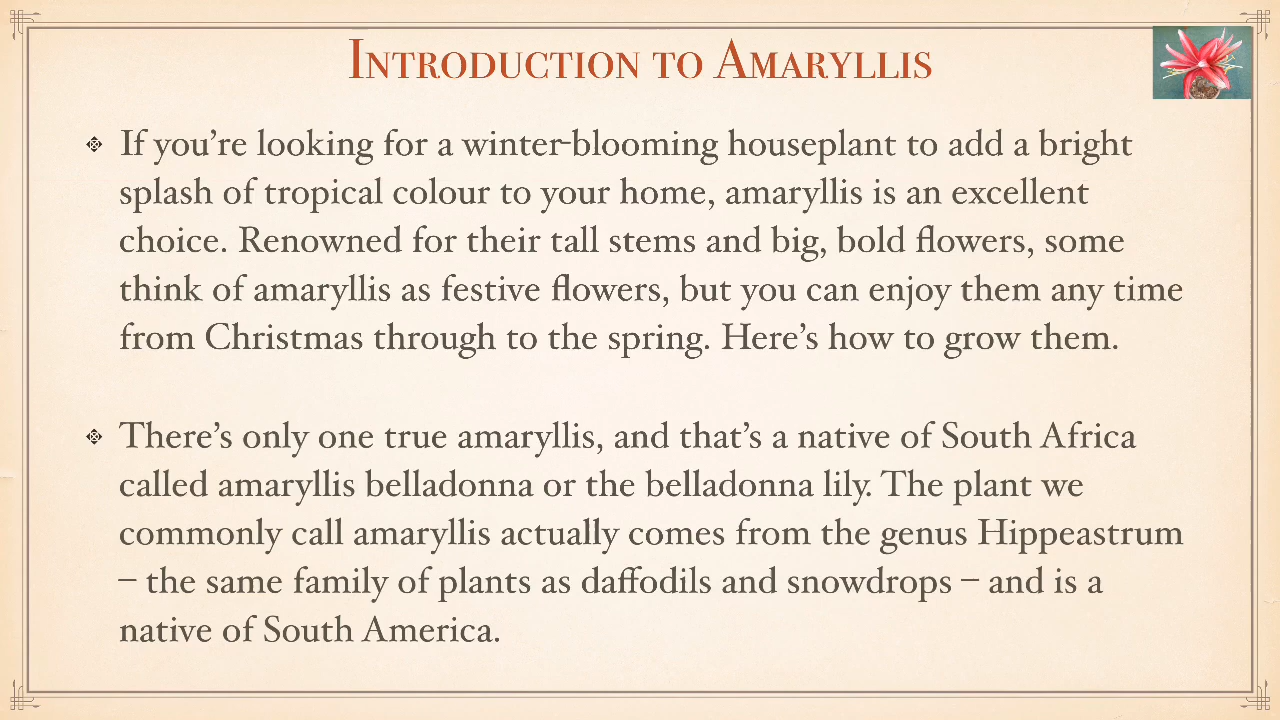 Introduction to Amaryllis
If you’re looking for a winter-blooming houseplant to add a bright
splash of tropical colour to your home, amaryllis is an excellent
choice. Renowned for their tall stems and big, bold flowers, some
think of amaryllis as festive flowers, but you can enjoy them any time
from Christmas through to the spring. Here’s how to grow them.
There’s only one true amaryllis, and that’s a native of South Africa
called amaryllis belladonna or the belladonna lily. The plant we
commonly call amaryllis actually comes from the genus Hippeastrum
– the same family of plants as daffodils and snowdrops – and is a
native of South America.